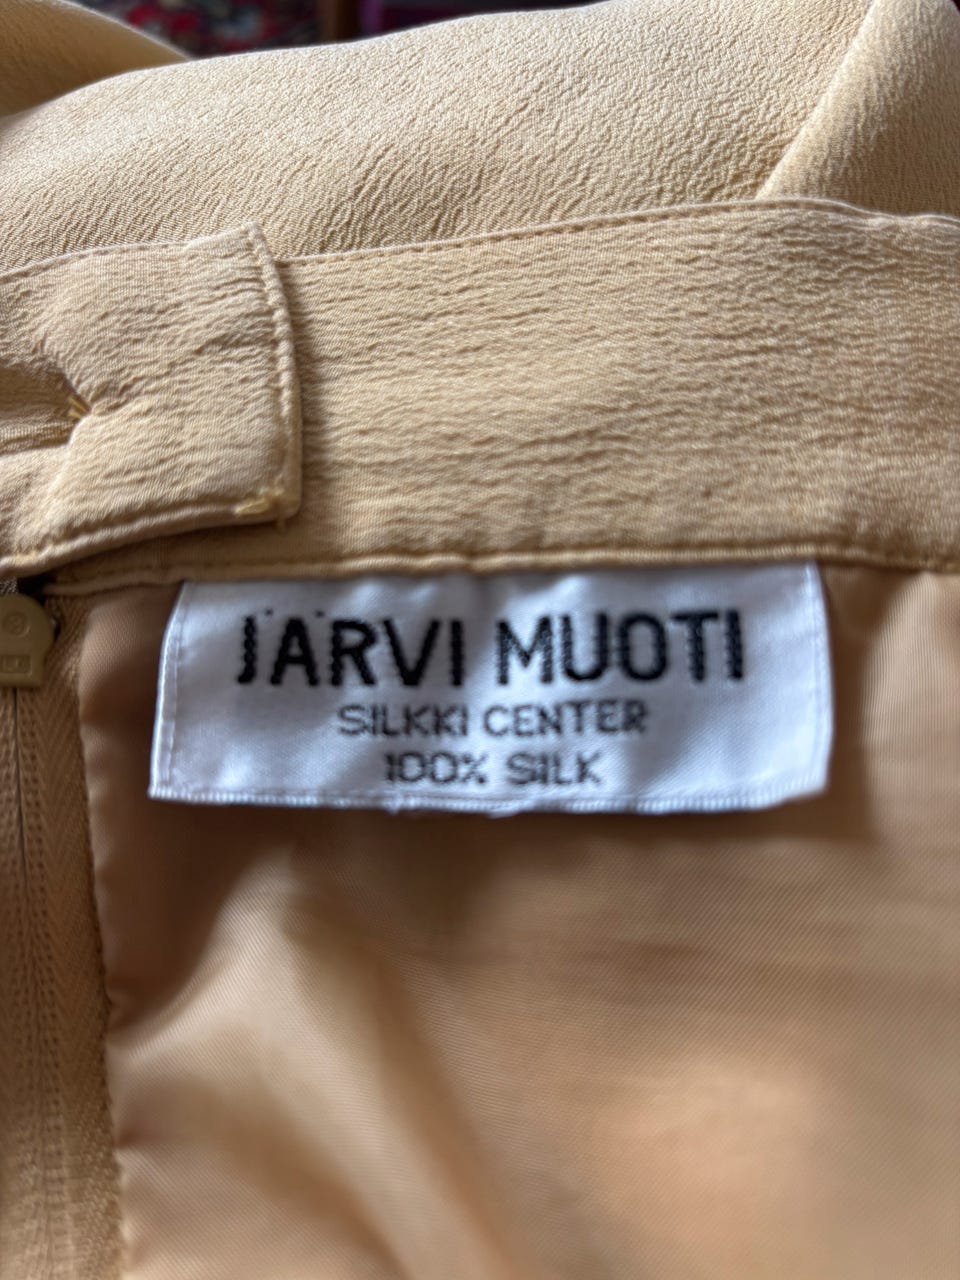 JÄRVI MUOTI
SILKKI CENTER
100% SILK